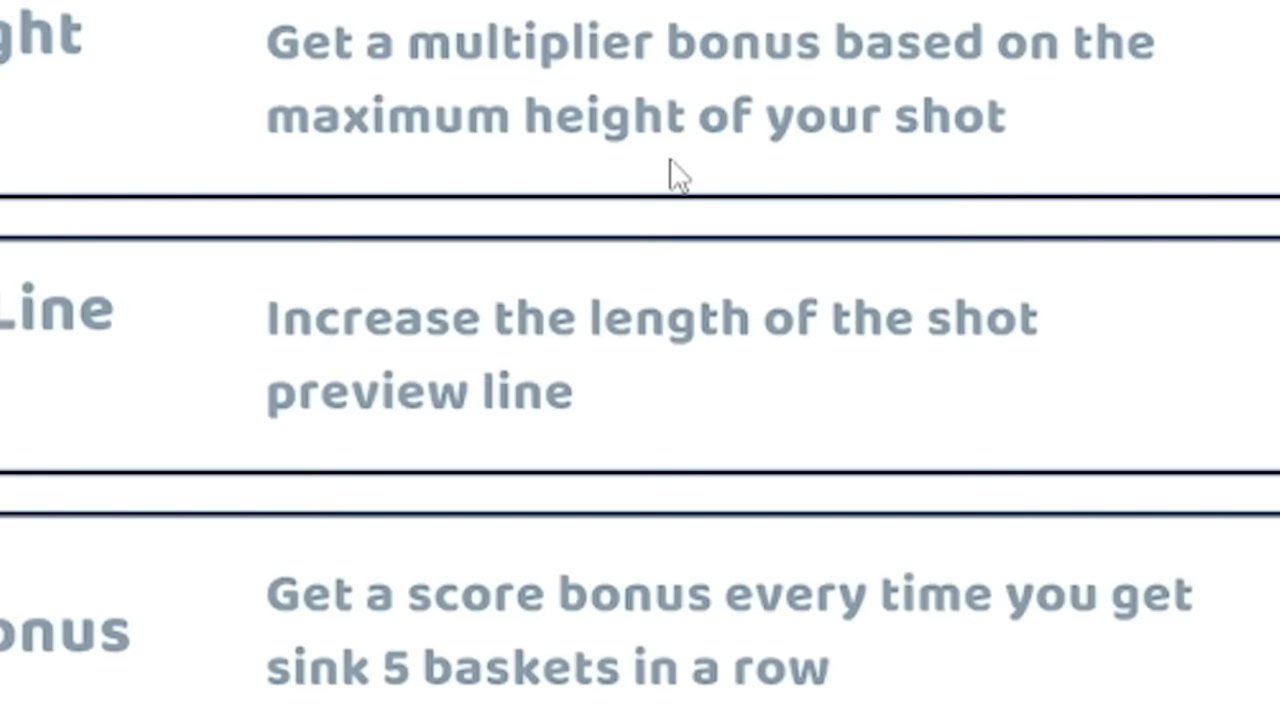 ght
Get a multiplier bonus based on the
maximum height of your shot
Line
Increase the length of the shot
preview line
onus
Get a score bonus every time you get
sink 5 baskets in a row